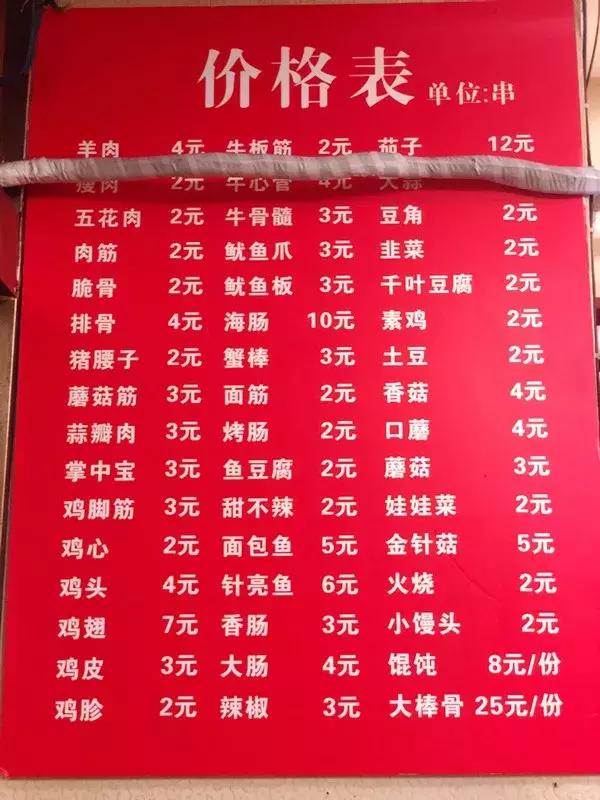 价格表 单位:串
羊肉 4元 牛板筋 2元 茄子 12元
瘦肉 2元 牛心管 4元 大蒜
五花肉 2元 牛骨髓 3元 豆角 2元
肉筋 2元 鱿鱼爪 3元 韭菜 2元
脆骨 2元 鱿鱼板 3元 千叶豆腐 2元
排骨 4元 海肠 10元 素鸡 2元
猪腰子 2元 蟹棒 3元 土豆 2元
蘑菇筋 3元 面筋 2元 香菇 4元
蒜瓣肉 3元 烤肠 2元 口蘑 4元
掌中宝 3元 鱼豆腐 2元 蘑菇 3元
鸡脚筋 3元 甜不辣 2元 娃娃菜 2元
鸡心 2元 面包鱼 5元 金针菇 5元
鸡头 4元 针亮鱼 6元 火烧 2元
鸡翅 7元 香肠 3元 小馒头 2元
鸡皮 3元 大肠 4元 馄饨 8元/份
鸡胗 2元 辣椒 3元 大棒骨 25元/份